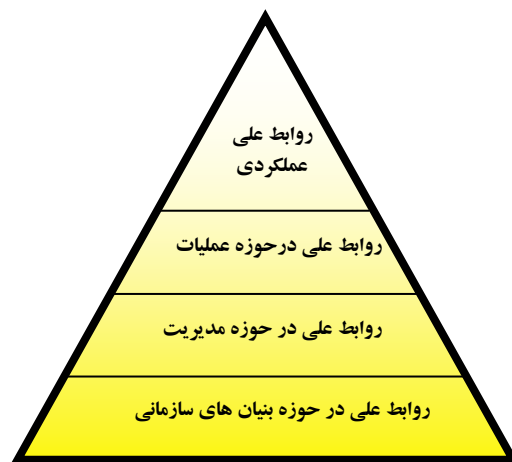 روابط علی
عملکردی
روابط علی درحوزه عملیات
روابط علی در حوزه مدیریت
روابط علی در حوزه بنیان های سازمانی